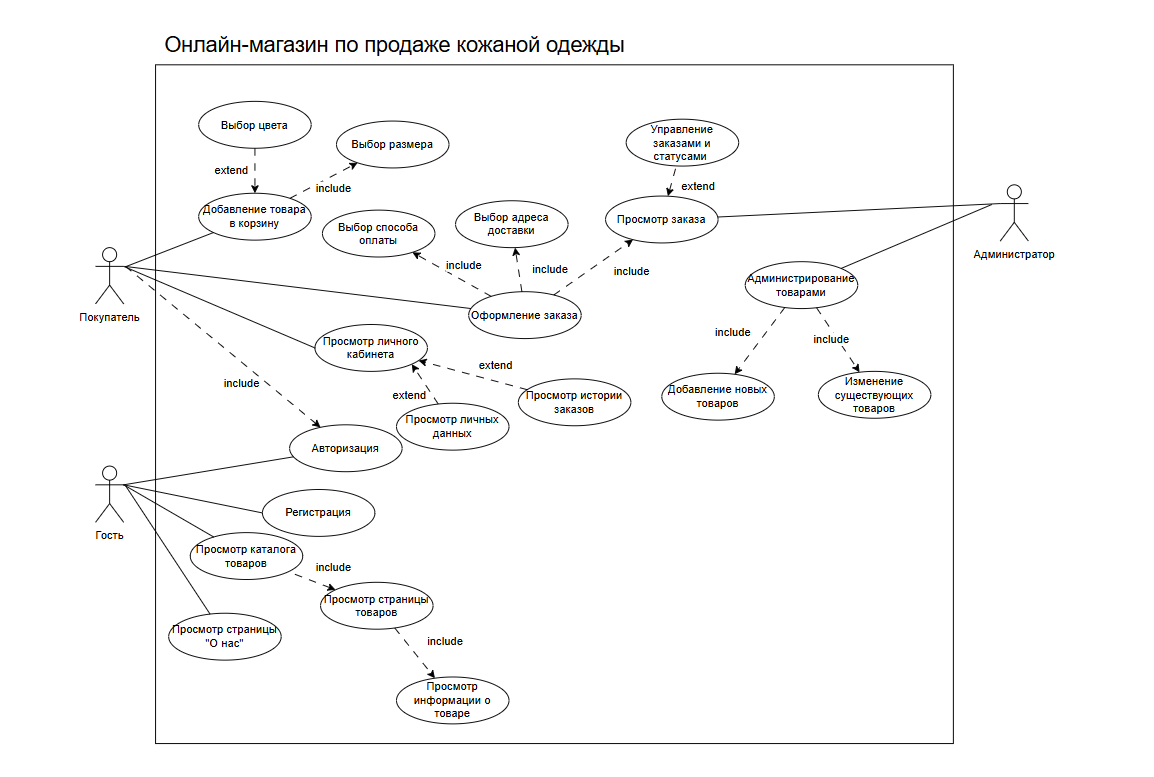 Онлайн-магазин по продаже кожаной одежды
Выбор цвета
Выбор размера
Управление
заказами и
статусами
extend
include
extend
Добавление товара
в корзину
Выбор способа
оплаты
Выбор адреса
доставки
Просмотр заказа
Администратор
include
include
include
Администрирование
товарами
Покупатель
Оформление заказа
Просмотр личного
кабинета
include
include
extend
include
extend
Просмотр истории
заказов
Добавление новых
товаров
Изменение
существующих
товаров
Просмотр личных
данных
Авторизация
Гость
Регистрация
Просмотр каталога
товаров
include
Просмотр страницы
товаров
Просмотр страницы
"О нас"
include
Просмотр
информации о
товаре